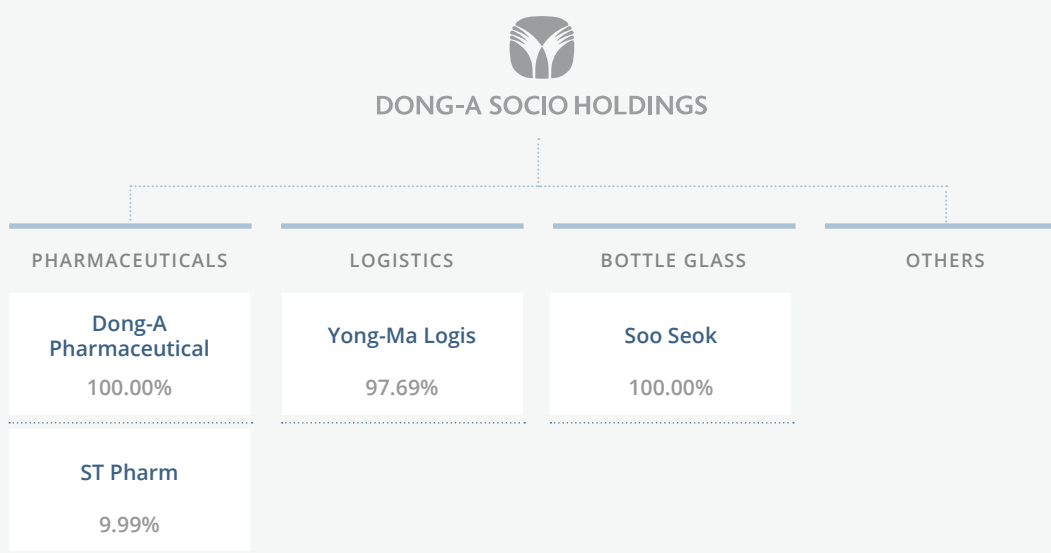 DONG-A SOCIO HOLDINGS
PHARMACEUTICALS
Dong-A
Pharmaceutical
100.00%
ST Pharm
9.99%
LOGISTICS
Yong-Ma Logis
97.69%
BOTTLE GLASS
Soo Seok
100.00%
OTHERS